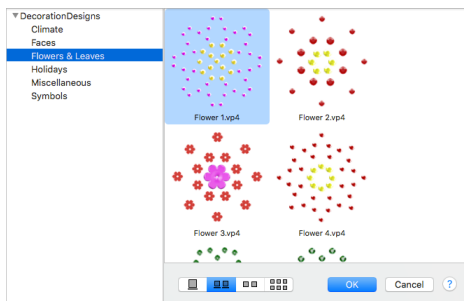 DecorationDesigns
Climate
Faces
Flowers & Leaves
Holidays
Miscellaneous
Symbols
Flower 1.vp4
Flower 2.vp4
Flower 3.vp4
Flower 4.vp4
OK
Cancel
?